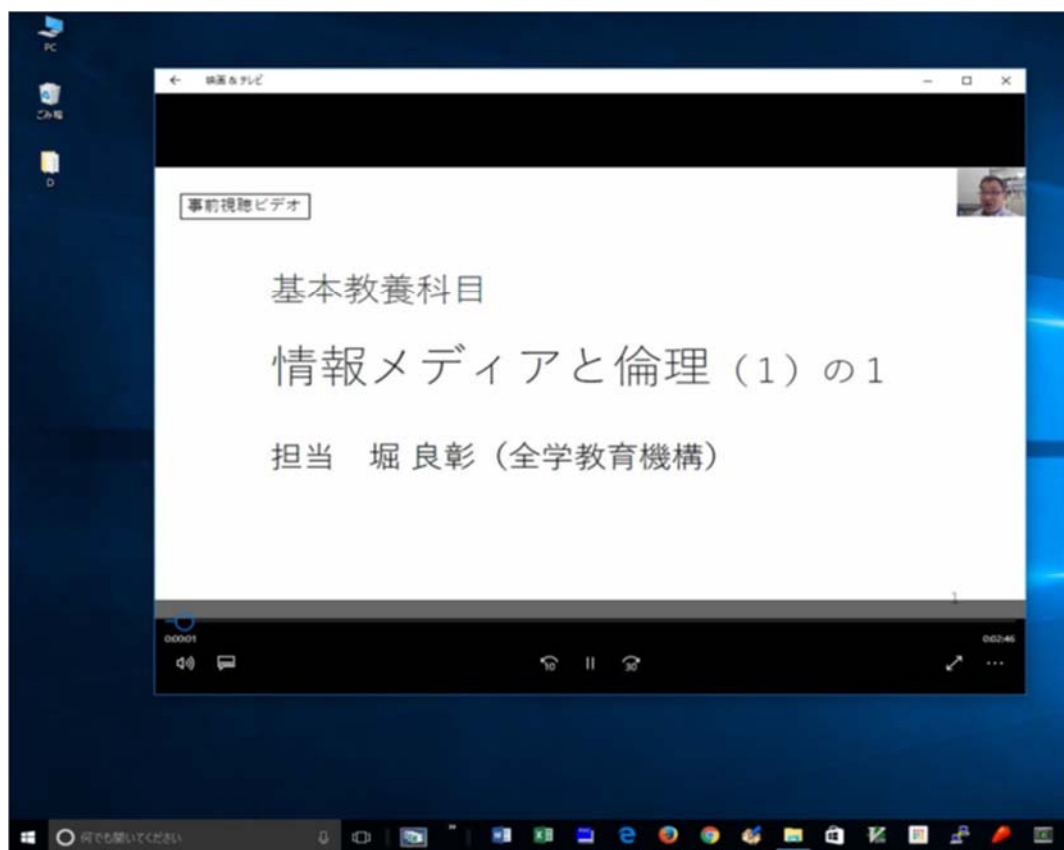 PC
ごみ箱
D
映画 & テレビ
事前視聴ビデオ
基本教養科目
情報メディアと倫理（1）の1
担当　堀 良彰（全学教育機構）
1
0:00:01
0:02:46
10
30
何でも聞いてください